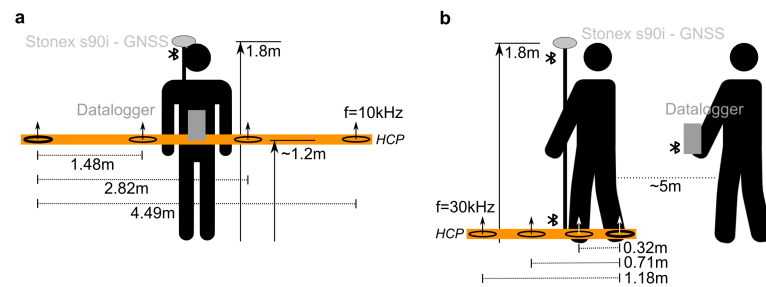 a
Stonex s90i - GNSS
1.8m
Datalogger
f=10kHz
HCP
~1.2m
1.48m
2.82m
4.49m
b
Stonex s90i - GNSS
1.8m
Datalogger
~5m
f=30kHz
HCP
0.32m
0.71m
1.18m